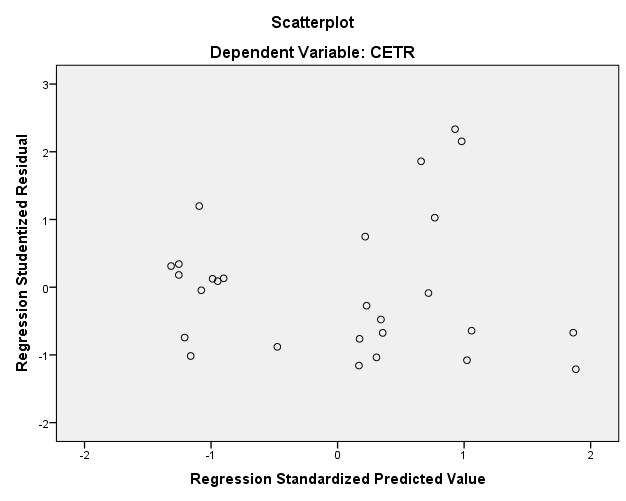 Scatterplot
Dependent Variable: CETR
Regression Studentized Residual
3
2
1
0
-1
-2
-2
-1
0
1
2
Regression Standardized Predicted Value